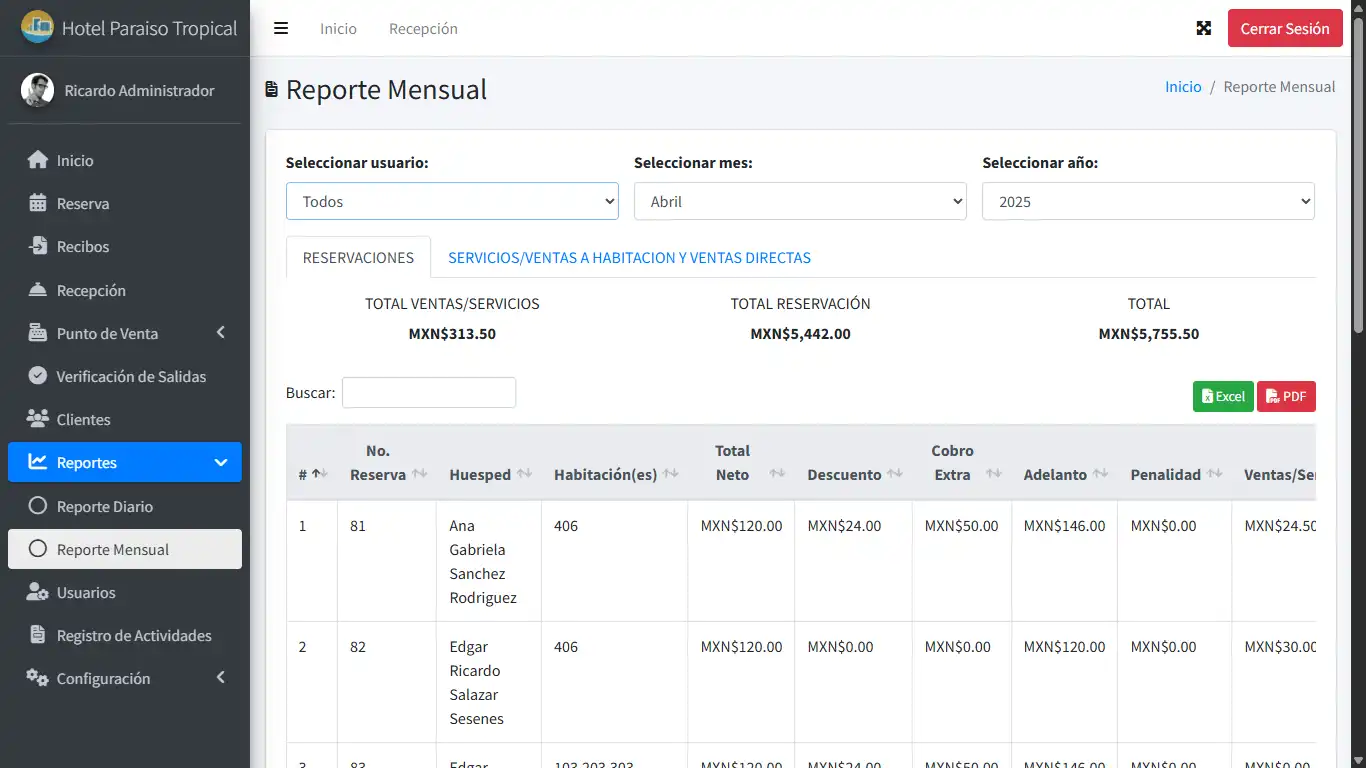 Hotel Paraiso Tropical
Inicio
Recepción
Cerrar Sesión
Ricardo Administrador
Inicio
Reserva
Recibos
Recepción
Punto de Venta
Verificación de Salidas
Clientes
Reportes
Reporte Diario
Reporte Mensual
Usuarios
Registro de Actividades
Configuración
Reporte Mensual
Inicio / Reporte Mensual
Seleccionar usuario: Seleccionar mes: Seleccionar año:
Todos Abril 2025
RESERVACIONES SERVICIOS/VENTAS A HABITACION Y VENTAS DIRECTAS
TOTAL VENTAS/SERVICIOS TOTAL RESERVACIÓN TOTAL
MXN$313.50 MXN$5,442.00 MXN$5,755.50
Buscar:
Excel PDF
# No. Reserva Huesped Habitación(es) Total Neto Descuento Cobro Extra Adelanto Penalidad Ventas/Se
1 81 Ana Gabriela Sanchez Rodriguez 406 MXN$120.00 MXN$24.00 MXN$50.00 MXN$146.00 MXN$0.00 MXN$24.50
2 82 Edgar Ricardo Salazar Sesenes 406 MXN$120.00 MXN$0.00 MXN$0.00 MXN$120.00 MXN$0.00 MXN$30.00
3 83 Edgar 103,203,303 MXN$120.00 MXN$24.00 MXN$50.00 MXN$146.00 MXN$0.00 MXN$0.00